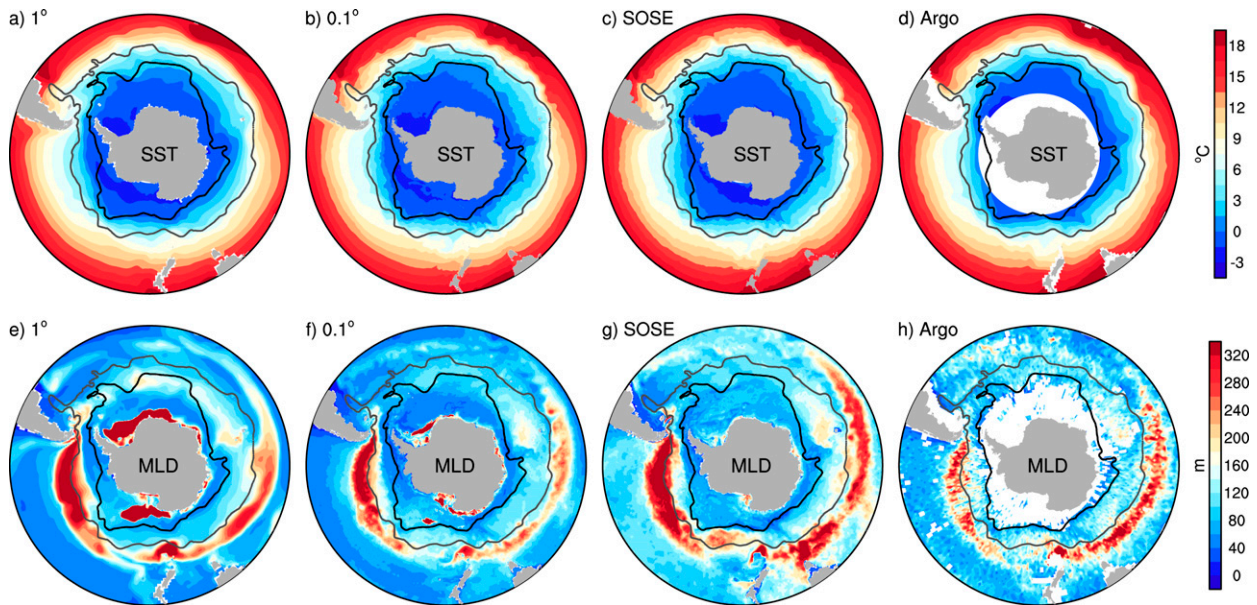 a) 1°
b) 0.1°
c) SOSE
d) Argo
SST
SST
SST
SST
18
15
12
9
6
3
0
-3
°C
e) 1°
f) 0.1°
g) SOSE
h) Argo
MLD
MLD
MLD
MLD
320
280
240
200
160
120
80
40
0
m